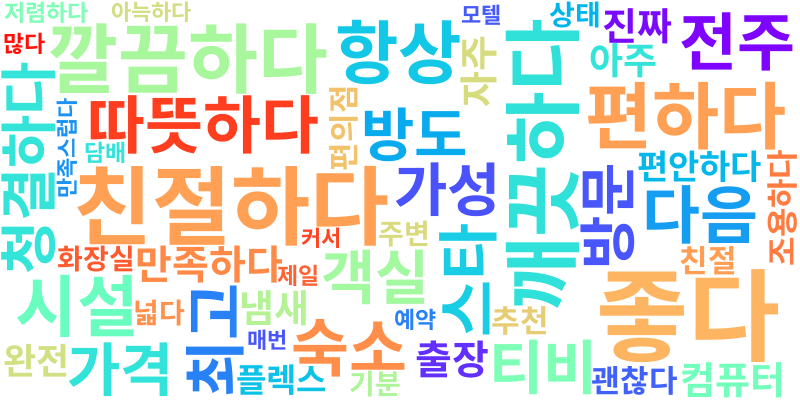 저렴하다
아늑하다
모텔
상태
진짜
전주
많다
깔끔하다
항상
자주
깨끗하다
아주
청결하다
만족스럽다
따뜻하다
편의점
방도
편하다
담배
친절하다
가성
방문
편안하다
다음
조용하다
화장실
만족하다
커서
주변
객실
스타
친절
제일
시설
넓다
최고
냄새
매번
예약
추천
좋다
완전
가격
숙소
플렉스
기분
출장
티비
괜찮다
컴퓨터